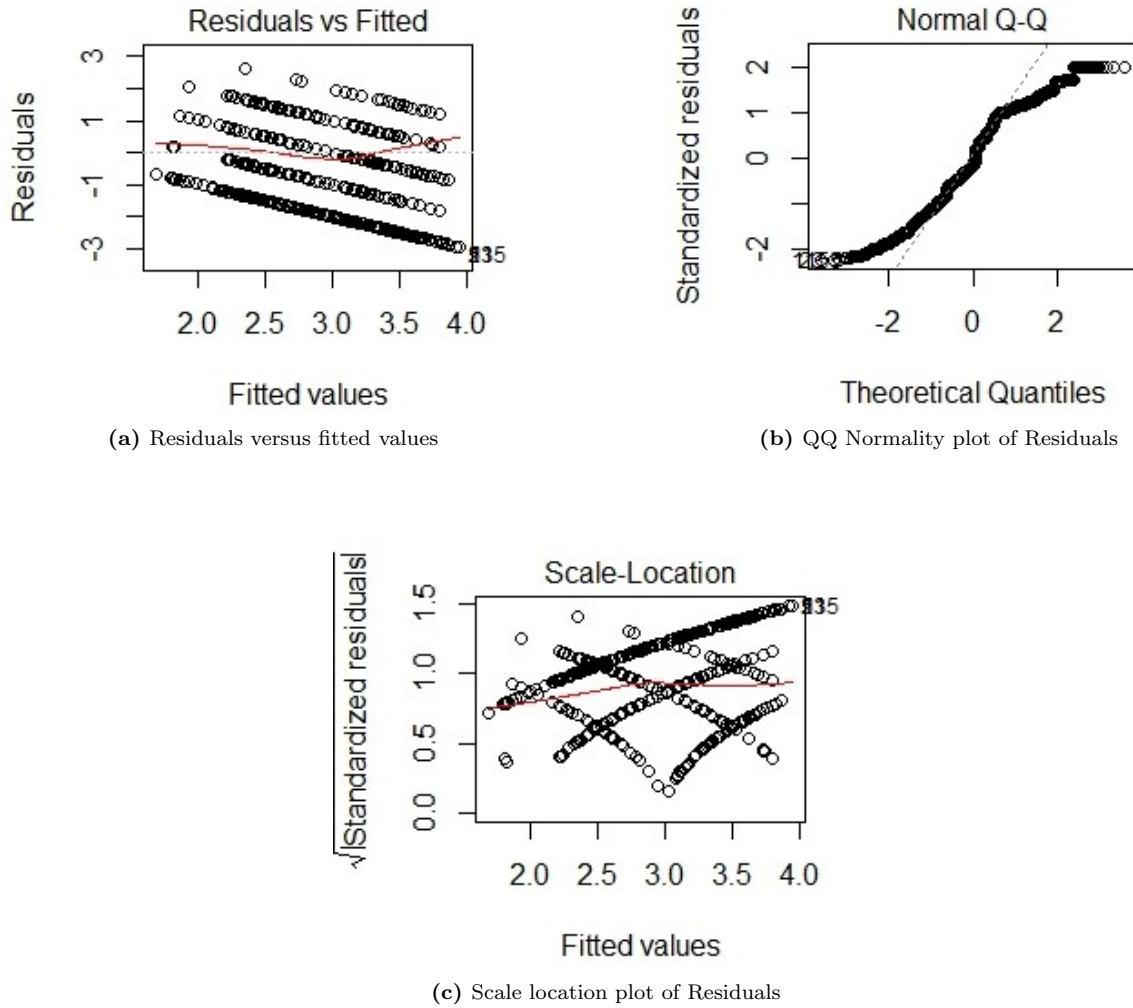 Residuals vs Fitted
Residuals
3
1
-1
-3
2.0 2.5 3.0 3.5 4.0
Fitted values
(a) Residuals versus fitted values
Normal Q-Q
Standardized residuals
2
1
0
-2
-2 0 2
Theoretical Quantiles
(b) QQ Normality plot of Residuals
Scale-Location
√|Standardized residuals|
1.5
1.0
0.5
0.0
2.0 2.5 3.0 3.5 4.0
Fitted values
(c) Scale location plot of Residuals